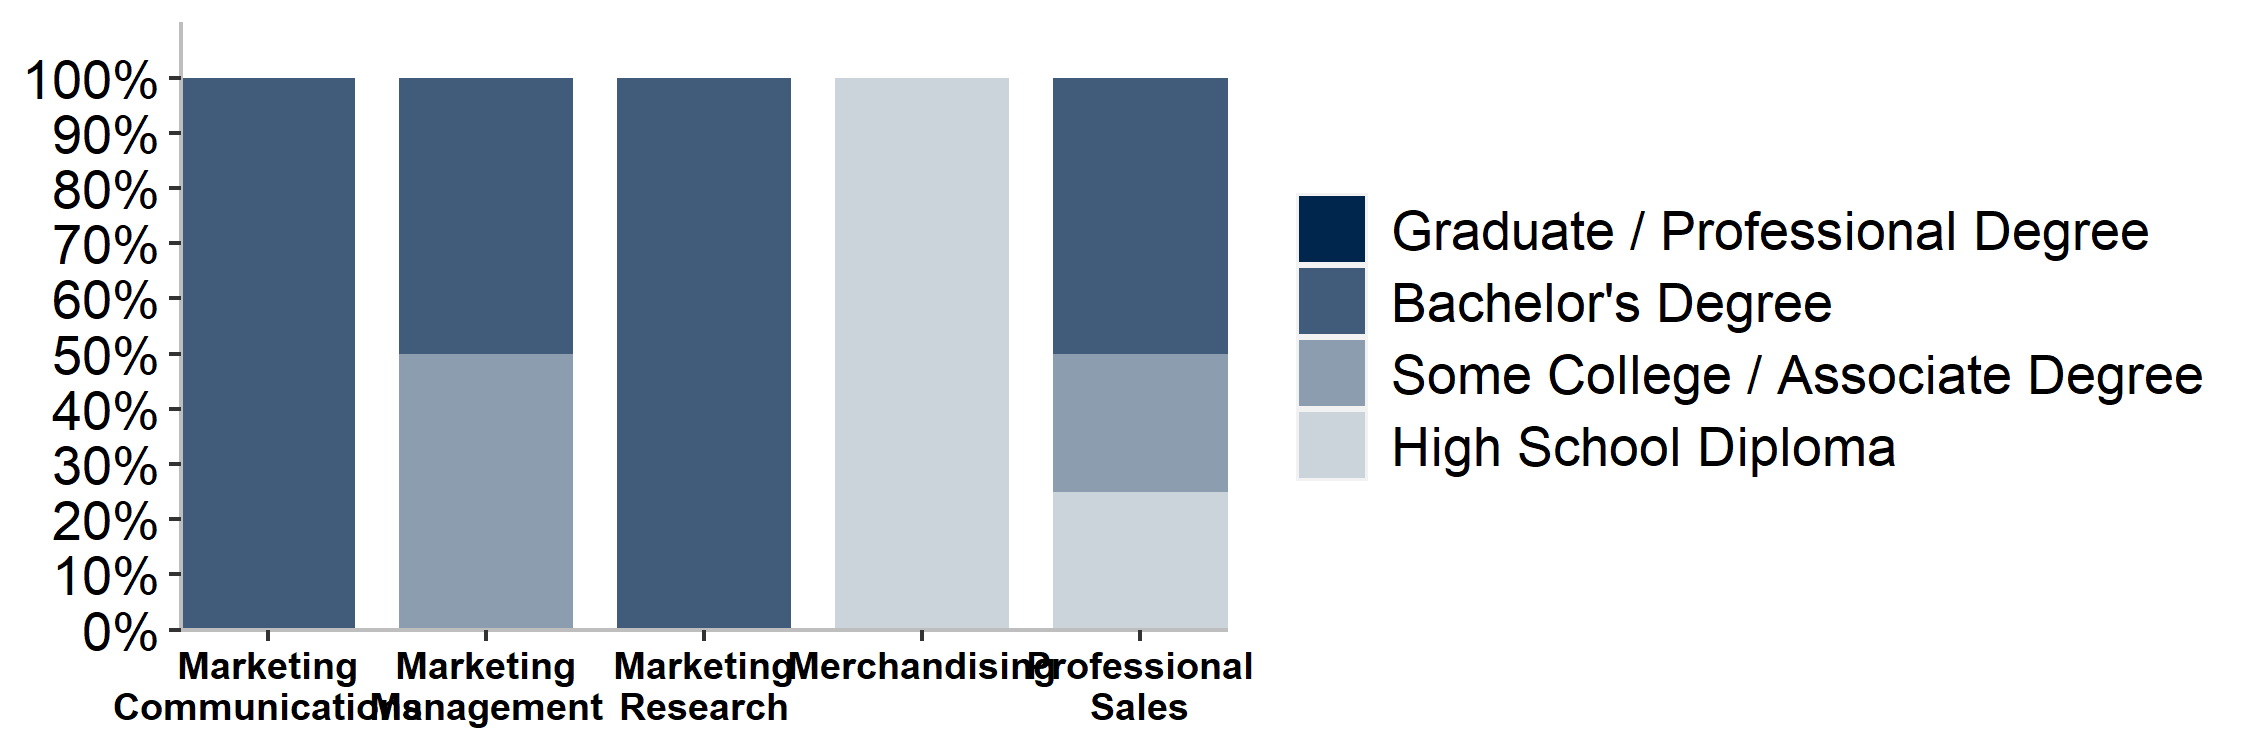 100%
90%
80%
70%
60%
50%
40%
30%
20%
10%
0%
Marketing
Communications
Marketing
Management
Marketing
Research
Merchandising
Professional
Sales
Graduate / Professional Degree
Bachelor's Degree
Some College / Associate Degree
High School Diploma